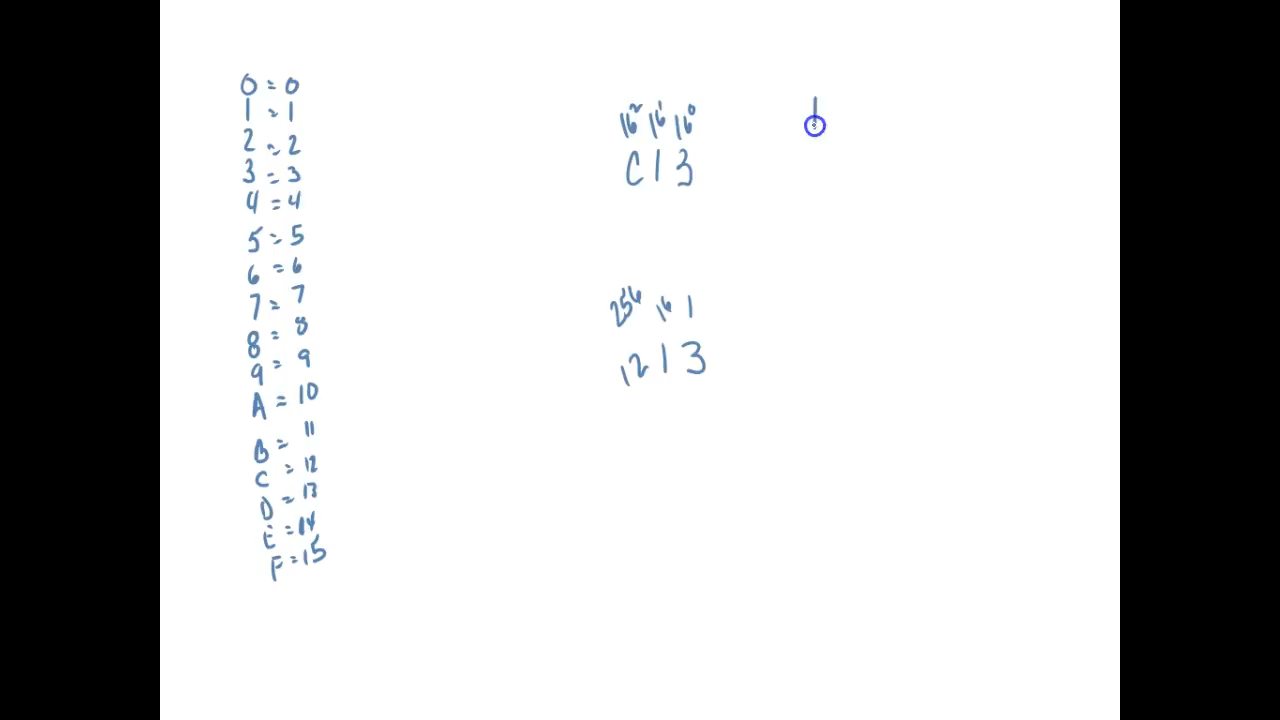 0 = 0
1 = 1
2 = 2
3 = 3
4 = 4
5 = 5
6 = 6
7 = 7
8 = 8
9 = 9
A = 10
B = 11
C = 12
D = 13
E = 14
F = 15
16² 16¹ 16⁰
C 1 3
256 16 1
12 1 3
1